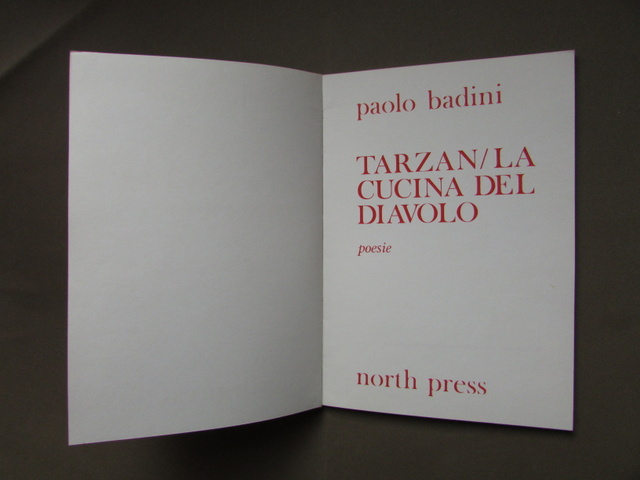 paolo badini
TARZAN/LA
CUCINA DEL
DIAVOLO
poesie
north press